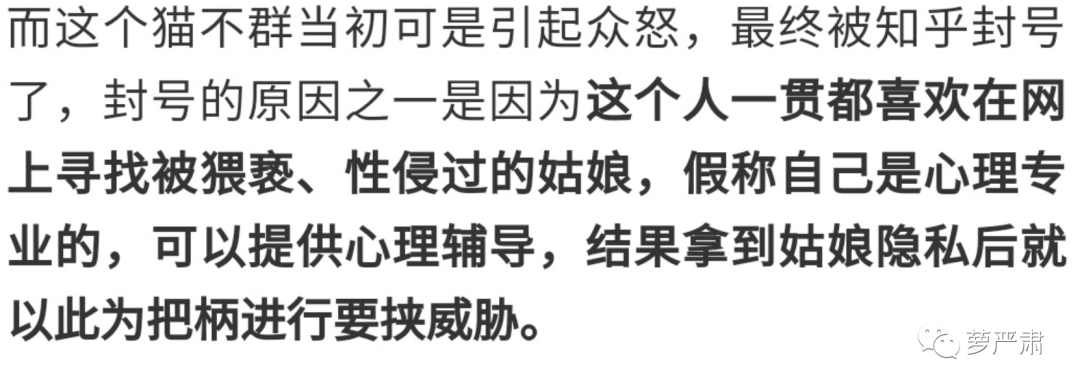 而这个猫不群当初可是引起众怒，最终被知乎封号
了，封号的原因之一是因为这个人一贯都喜欢在网
上寻找被猥亵、性侵过的姑娘，假称自己是心理专
业的，可以提供心理辅导，结果拿到姑娘隐私后就
以此为把柄进行要挟威胁。
萝严肃